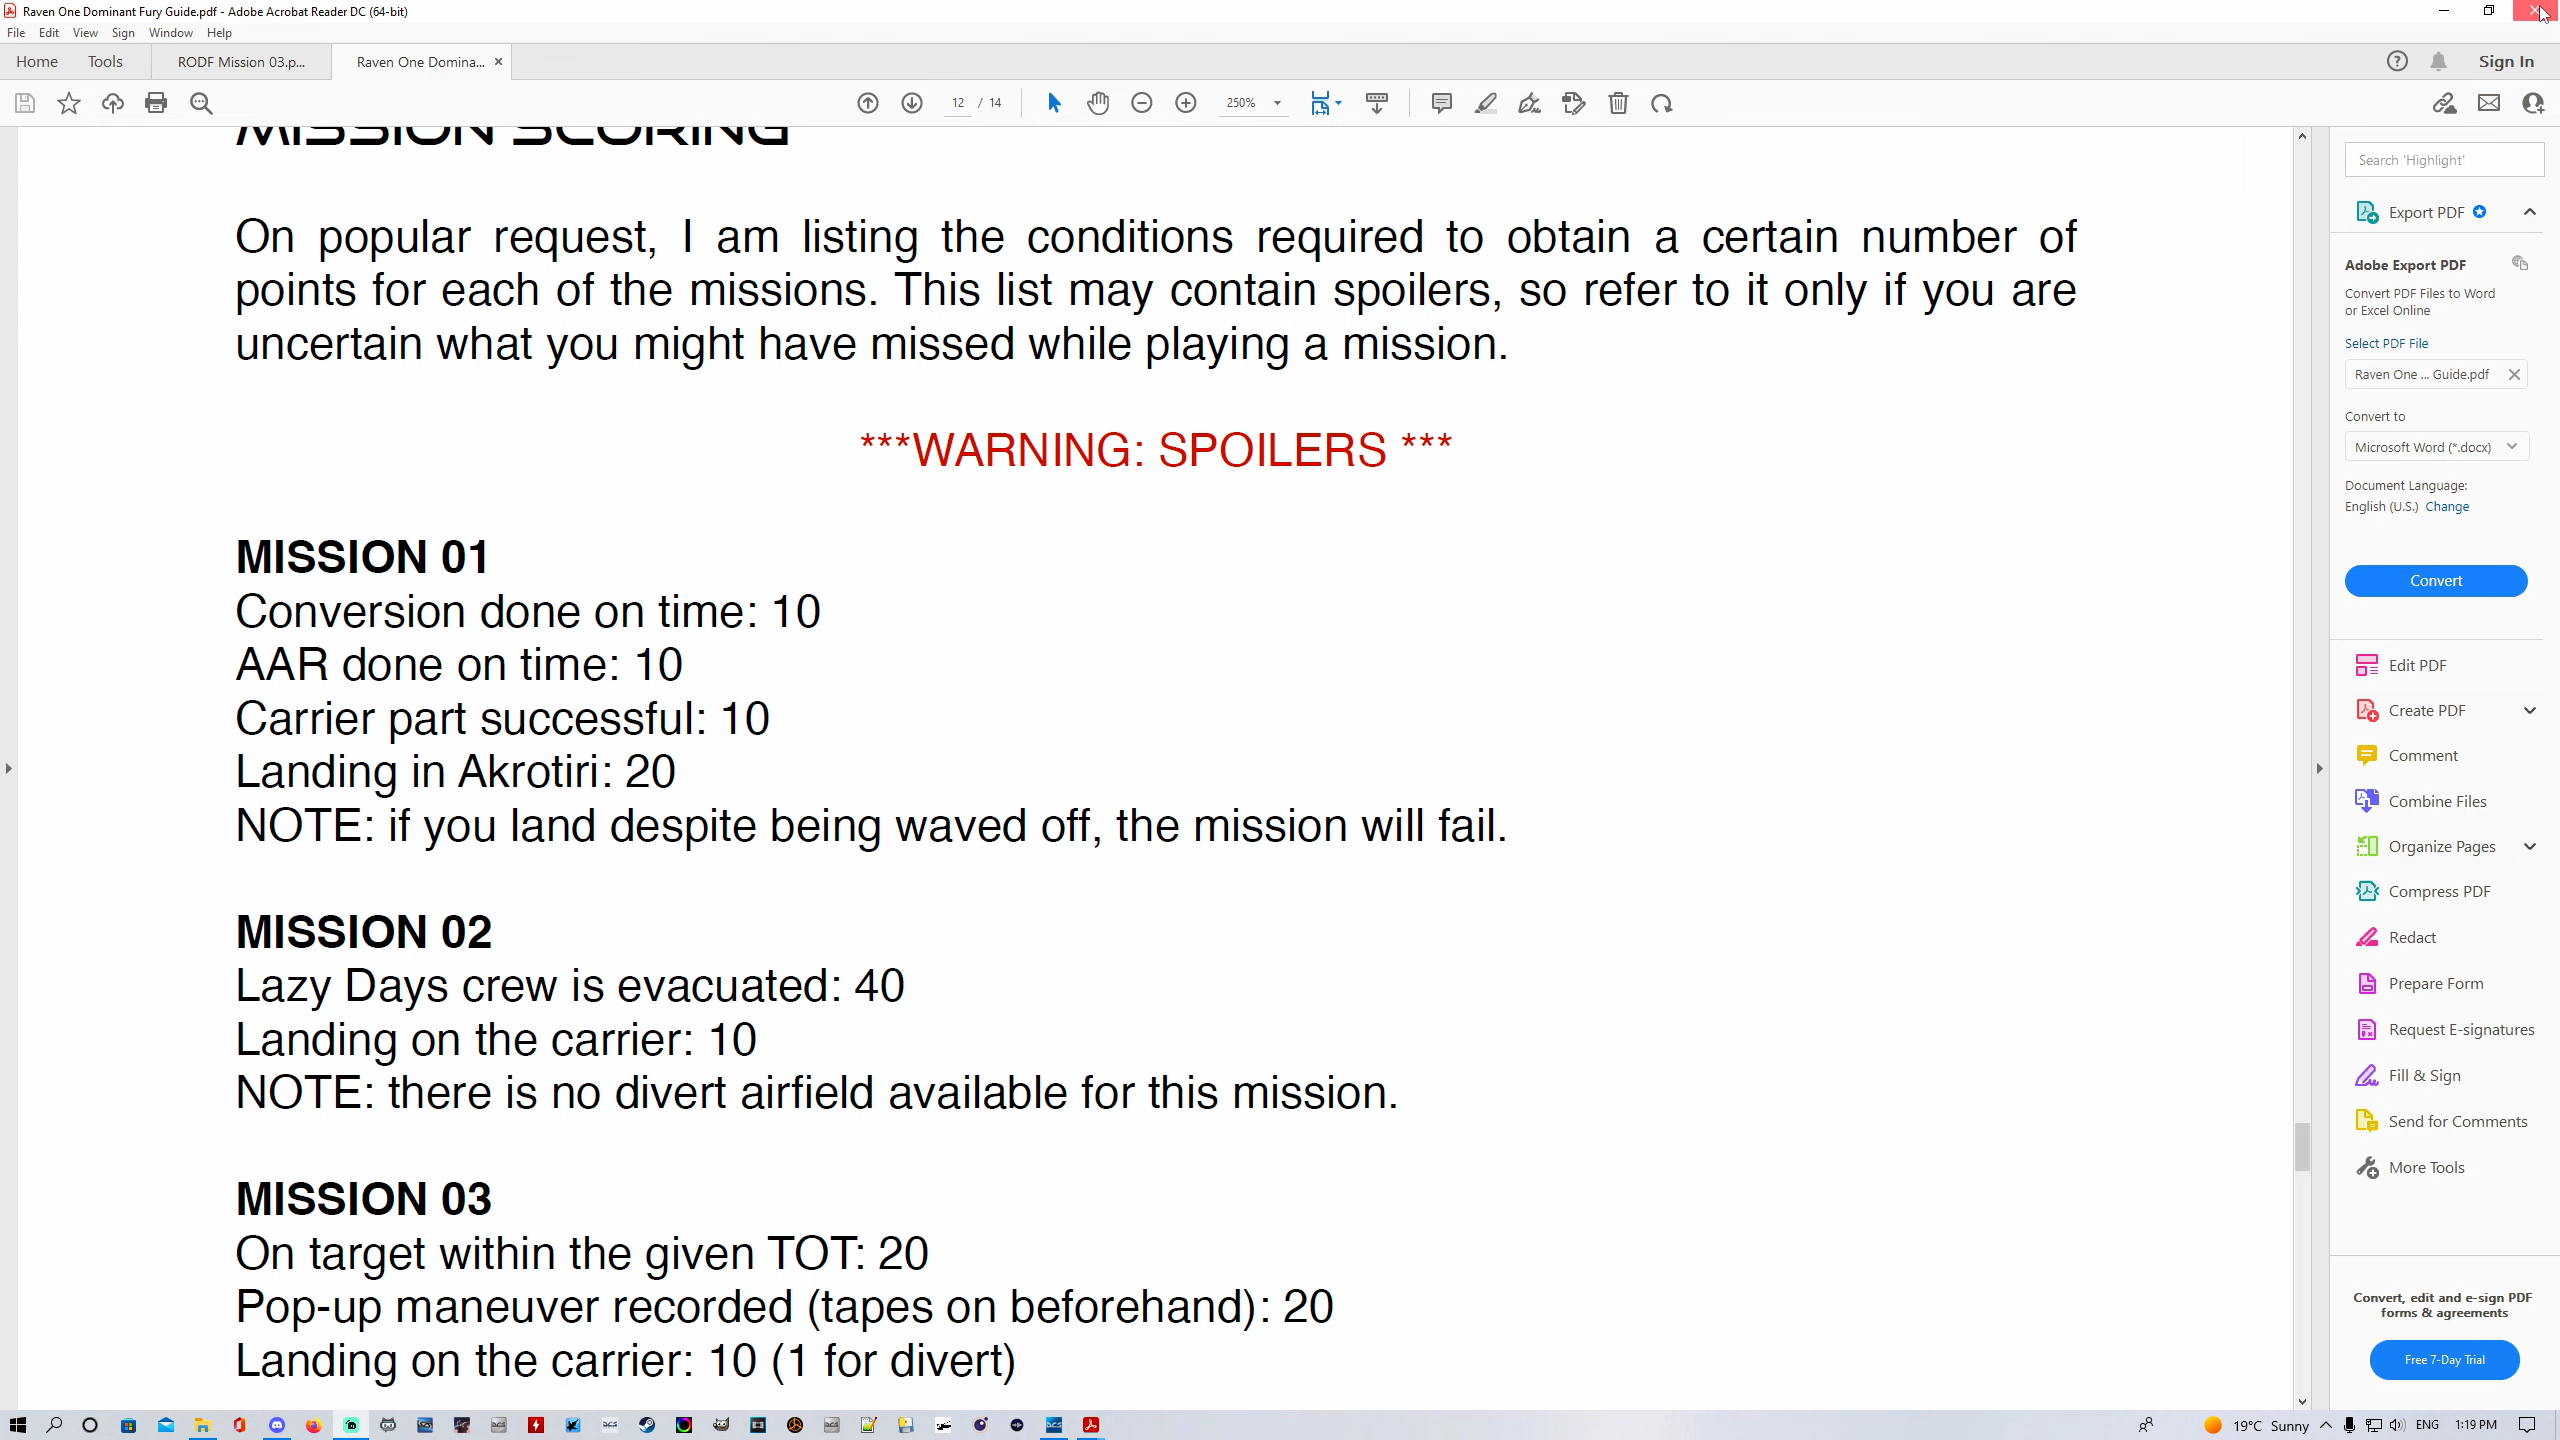 Raven One Dominant Fury Guide.pdf - Adobe Acrobat Reader DC (64-bit)
File Edit View Sign Window Help
Home Tools RODF Mission 03.p... Raven One Domina... × Sign In
12 / 14 250%
MISSION SCORING
On popular request, I am listing the conditions required to obtain a certain number of
points for each of the missions. This list may contain spoilers, so refer to it only if you are
uncertain what you might have missed while playing a mission.
***WARNING: SPOILERS ***
MISSION 01
Conversion done on time: 10
AAR done on time: 10
Carrier part successful: 10
Landing in Akrotiri: 20
NOTE: if you land despite being waved off, the mission will fail.
MISSION 02
Lazy Days crew is evacuated: 40
Landing on the carrier: 10
NOTE: there is no divert airfield available for this mission.
MISSION 03
On target within the given TOT: 20
Pop-up maneuver recorded (tapes on beforehand): 20
Landing on the carrier: 10 (1 for divert)
Search 'Highlight'
Export PDF
Adobe Export PDF
Convert PDF Files to Word
or Excel Online
Select PDF File
Raven One ... Guide.pdf
Convert to
Microsoft Word (*.docx)
Document Language:
English (U.S.) Change
Convert
Edit PDF
Create PDF
Comment
Combine Files
Organize Pages
Compress PDF
Redact
Prepare Form
Request E-signatures
Fill & Sign
Send for Comments
More Tools
Convert, edit and e-sign PDF
forms & agreements
Free 7-Day Trial
19°C Sunny ENG 1:19 PM